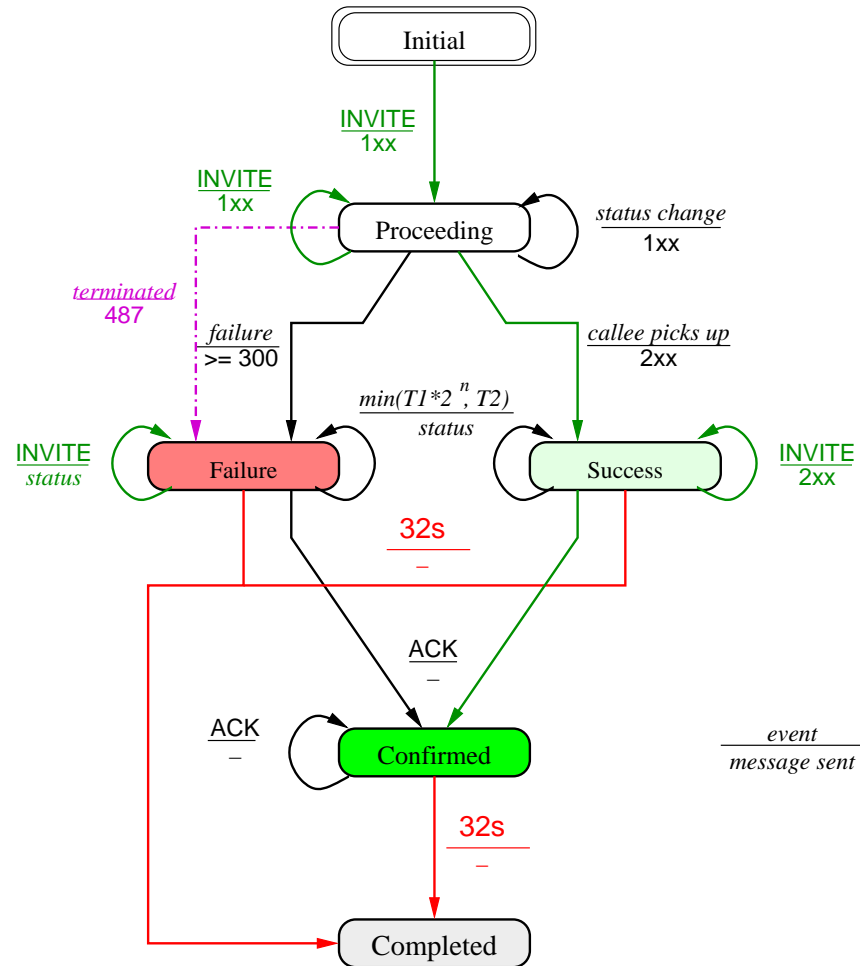 Initial
INVITE
1xx
INVITE
1xx
Proceeding
status change
1xx
terminated
487
failure
>= 300
callee picks up
2xx
min(T1*2 n, T2)
status
INVITE
status
Failure
Success
INVITE
2xx
32s
–
ACK
–
ACK
–
Confirmed
event
message sent
32s
–
Completed